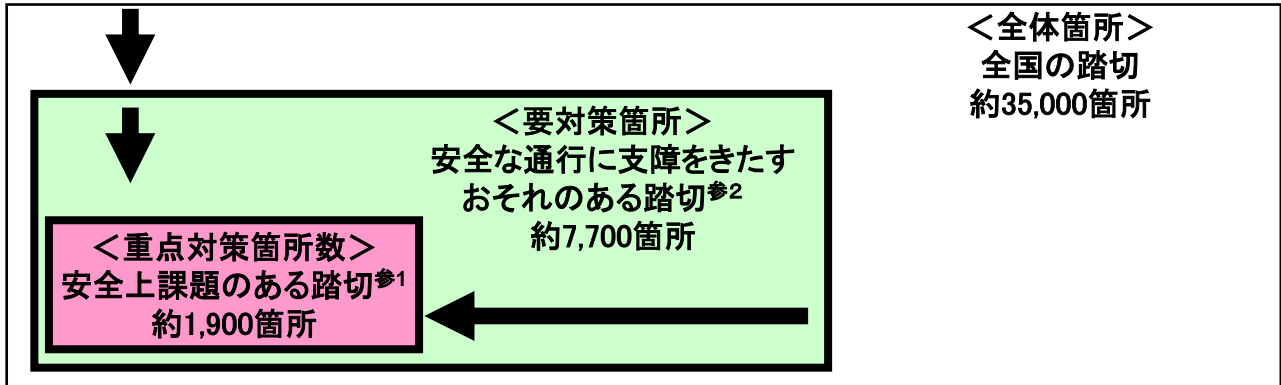 ＜全体箇所＞
全国の踏切
約35,000箇所
＜要対策箇所＞
安全な通行に支障をきたす
おそれのある踏切参2
約7,700箇所
＜重点対策箇所数＞
安全上課題のある踏切参1
約1,900箇所